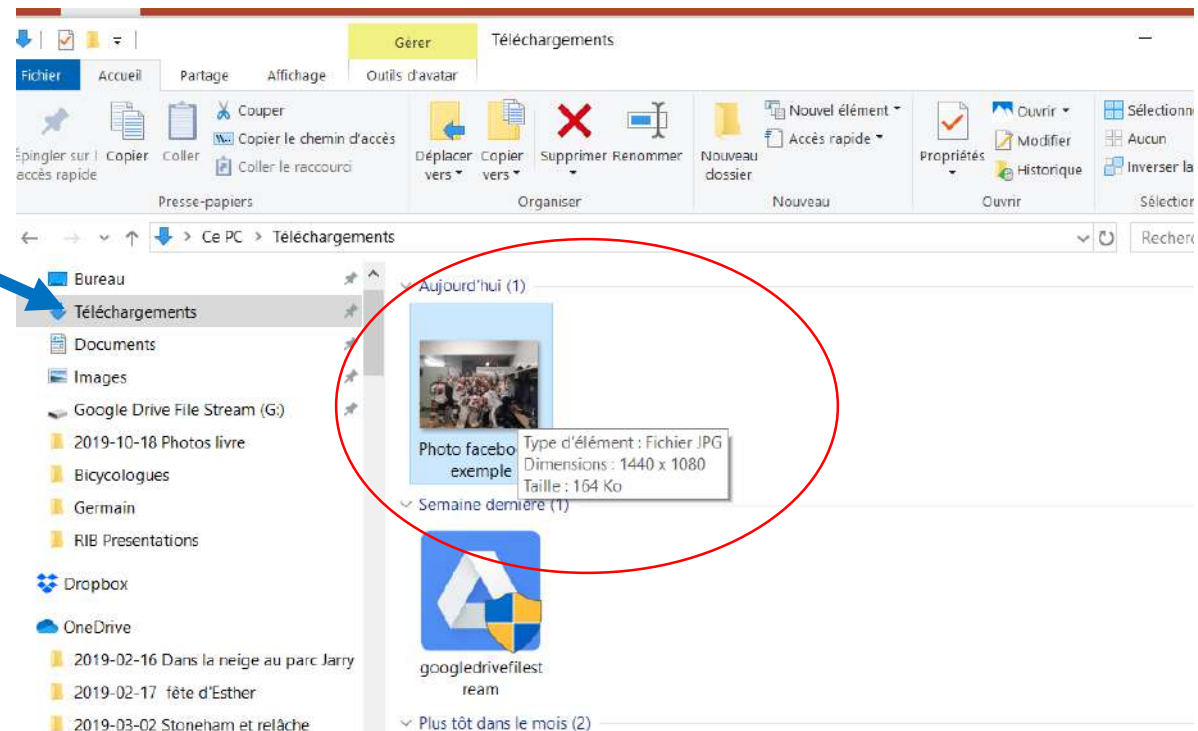 Gérer Téléchargements
Fichier Accueil Partage Affichage Outils d'avatar
Épingler sur l
accès rapide
Copier
Coller
Couper
Copier le chemin d'accès
Coller le raccourci
Presse-papiers
Déplacer
vers
Copier
vers
Supprimer
Renommer
Organiser
Nouveau
dossier
Nouvel élément
Accès rapide
Nouveau
Propriétés
Ouvrir
Modifier
Historique
Ouvrir
Aucun
Inverser la
Ce PC > Téléchargements
Bureau
Téléchargements
Documents
Images
Google Drive File Stream (G:)
2019-10-18 Photos livre
Bicycologues
Germain
RIB Presentations
Dropbox
OneDrive
2019-02-16 Dans la neige au parc Jarry
2019-02-17 fête d'Esther
2019-03-02 Stoneham et relâche
Aujourd'hui (1)
Photo
exemple
Type d'élément : Fichier JPG
Dimensions : 1440 x 1080
Taille : 164 Ko
Semaine dernière (1)
googledrivefilest
ream
Plus tôt dans le mois (2)